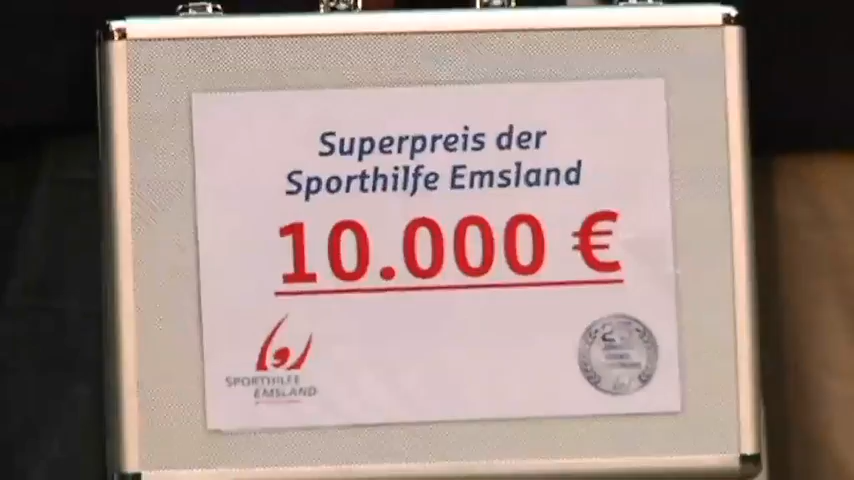 Superpreis der
Sporthilfe Emsland
10.000 €
SPORTHILFE
EMSLAND